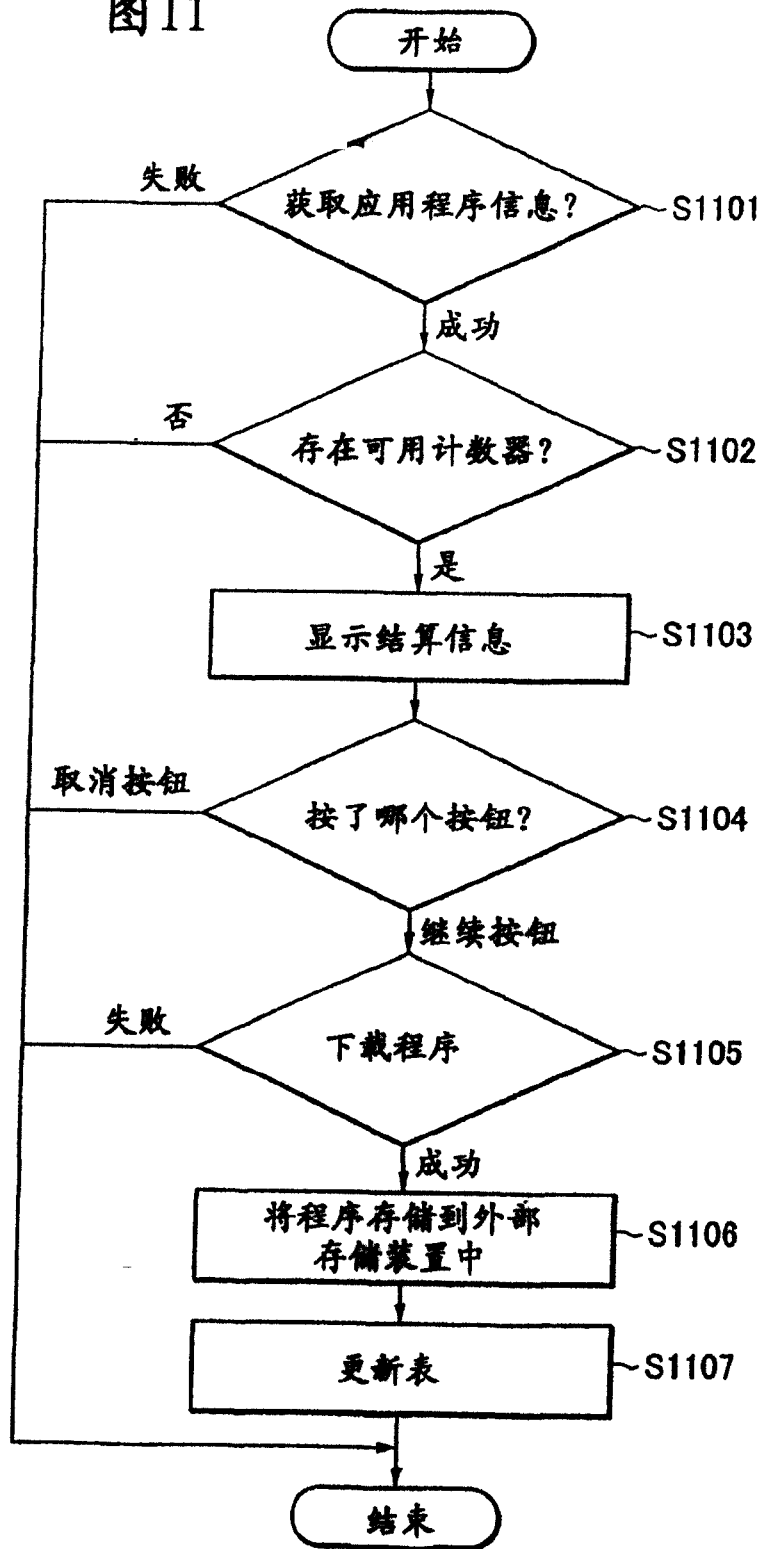 图11
开始
失败
获取应用程序信息?
S1101
成功
否
存在可用计数器?
S1102
是
显示结算信息
S1103
取消按钮
按了哪个按钮?
S1104
继续按钮
失败
下载程序
S1105
成功
将程序存储到外部
存储装置中
S1106
更新表
S1107
结束